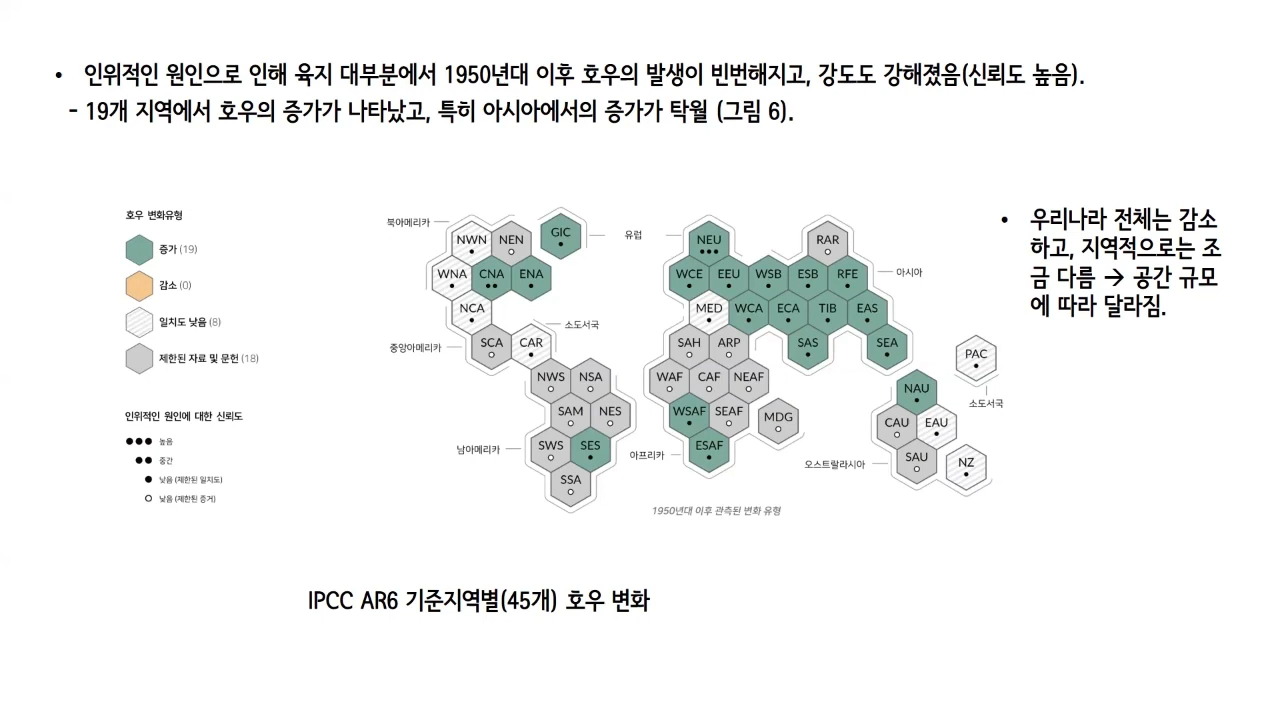 • 인위적인 원인으로 인해 육지 대부분에서 1950년대 이후 호우의 발생이 빈번해지고, 강도도 강해졌음(신뢰도 높음).
- 19개 지역에서 호우의 증가가 나타났고, 특히 아시아에서의 증가가 탁월 (그림 6).
호우 변화유형
증가 (19)
감소 (0)
일치도 낮음 (8)
제한된 자료 및 문헌 (18)
인위적인 원인에 대한 신뢰도
높음
중간
낮음 (제한된 일치도)
낮음 (제한된 증거)
북아메리카
NWN NEN GIC
WNA CNA ENA
NCA
소도서국
중앙아메리카
SCA CAR
NWS NSA
SAM NES
남아메리카
SWS SES
SSA
유럽
NEU RAR
WCE EEU WSB ESB RFE
아시아
MED WCA ECA TIB EAS
SAH ARP SAS SEA
WAF CAF NEAF
WSAF SEAF MDG
아프리카
ESAF
PAC
소도서국
NAU
CAU EAU
오스트랄라시아
SAU NZ
1950년대 이후 관측된 변화 유형
• 우리나라 전체는 감소
하고, 지역적으로는 조
금 다름 → 공간 규모
에 따라 달라짐.
IPCC AR6 기준지역별(45개) 호우 변화